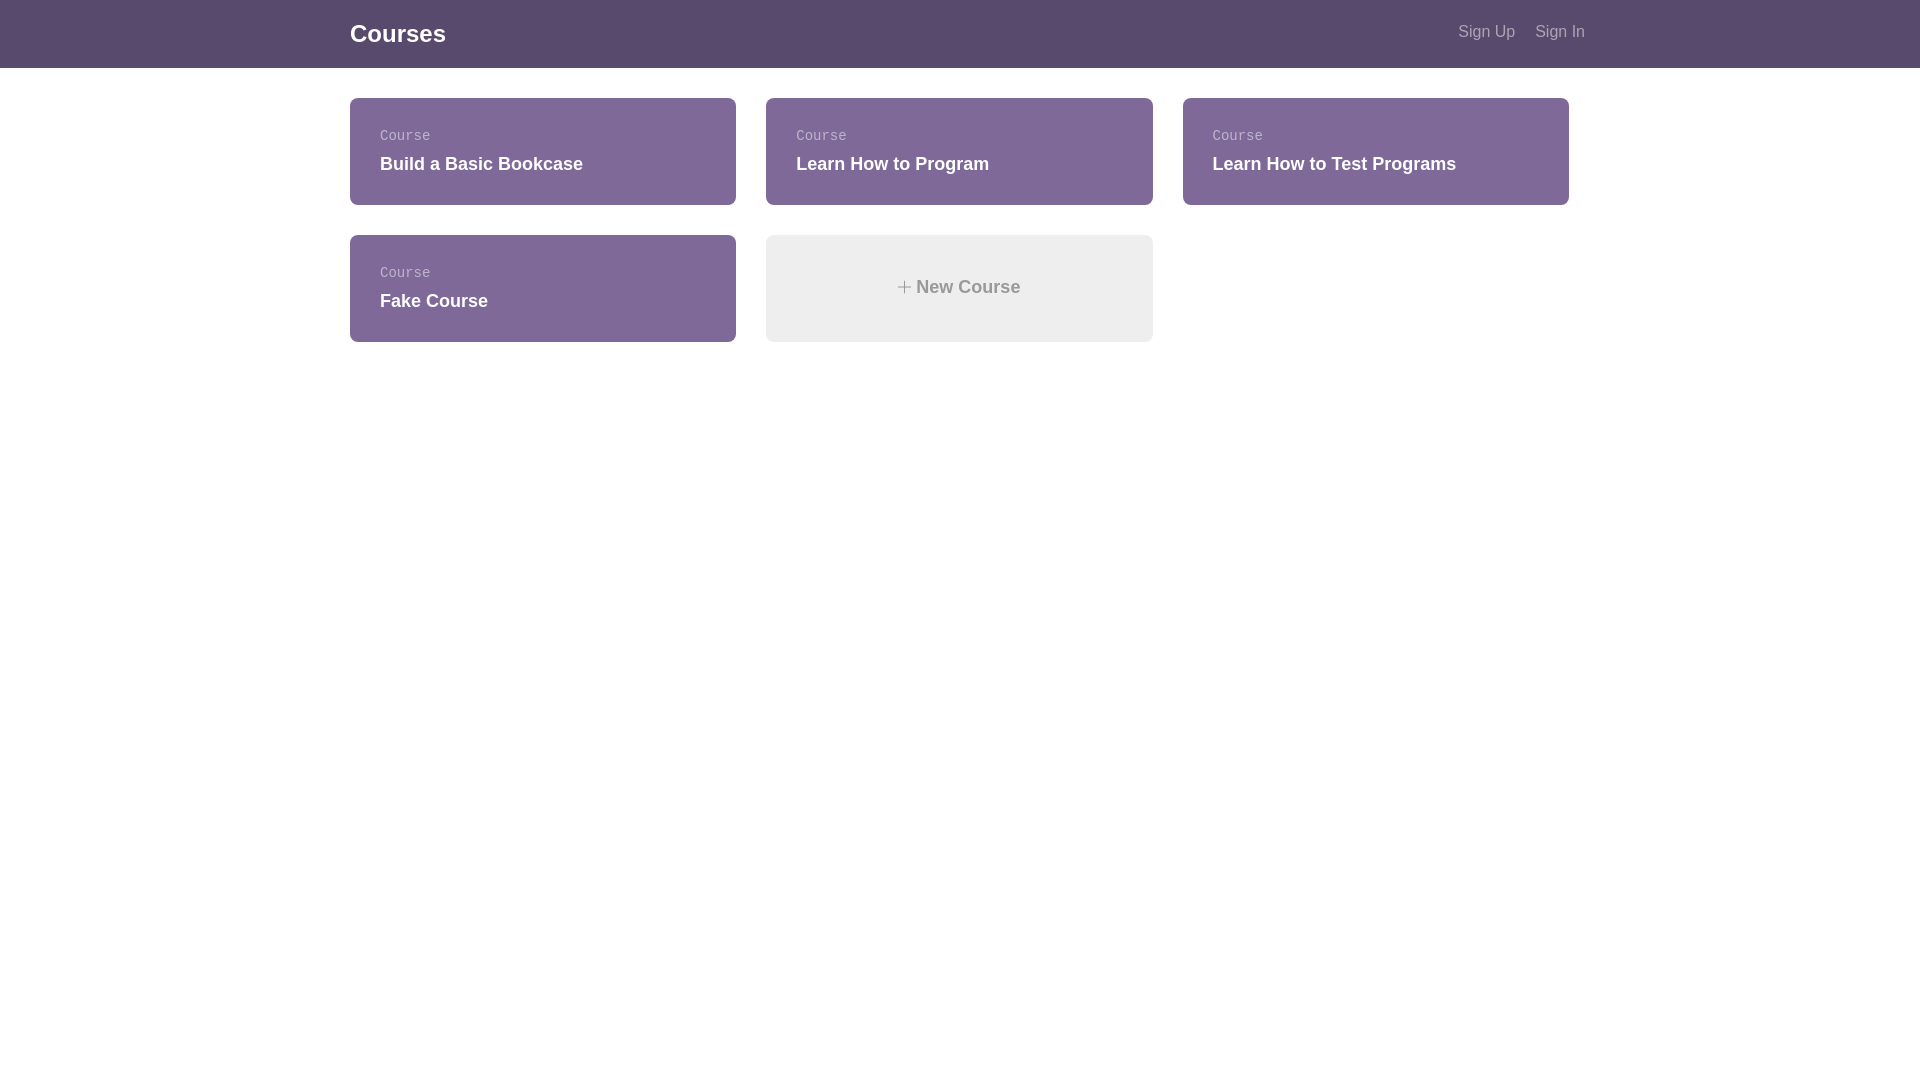 Courses
Sign Up
Sign In
Course
Build a Basic Bookcase
Course
Learn How to Program
Course
Learn How to Test Programs
Course
Fake Course
New Course